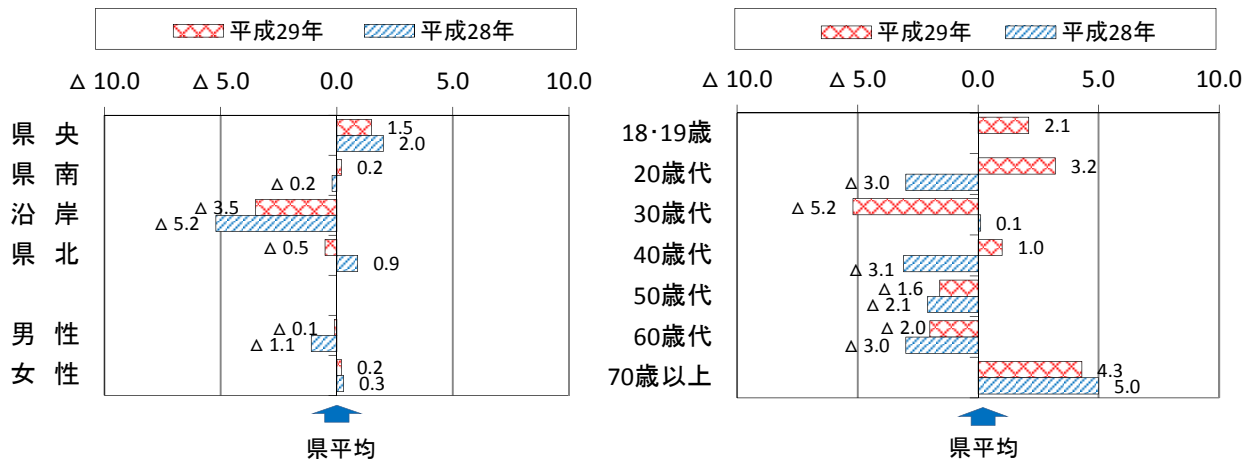 平成29年 平成28年
△ 10.0 △ 5.0 0.0 5.0 10.0
県 央 1.5
2.0
県 南 0.2
△ 0.2
沿 岸 △ 3.5
△ 5.2
県 北 △ 0.5
0.9
男 性 △ 0.1
△ 1.1
女 性 0.2
0.3
県平均
平成29年 平成28年
△ 10.0 △ 5.0 0.0 5.0 10.0
18・19歳 2.1
20歳代 3.2
△ 3.0
30歳代 △ 5.2
0.1
40歳代 1.0
△ 3.1
50歳代 △ 1.6
△ 2.1
60歳代 △ 2.0
△ 3.0
70歳以上 4.3
5.0
県平均